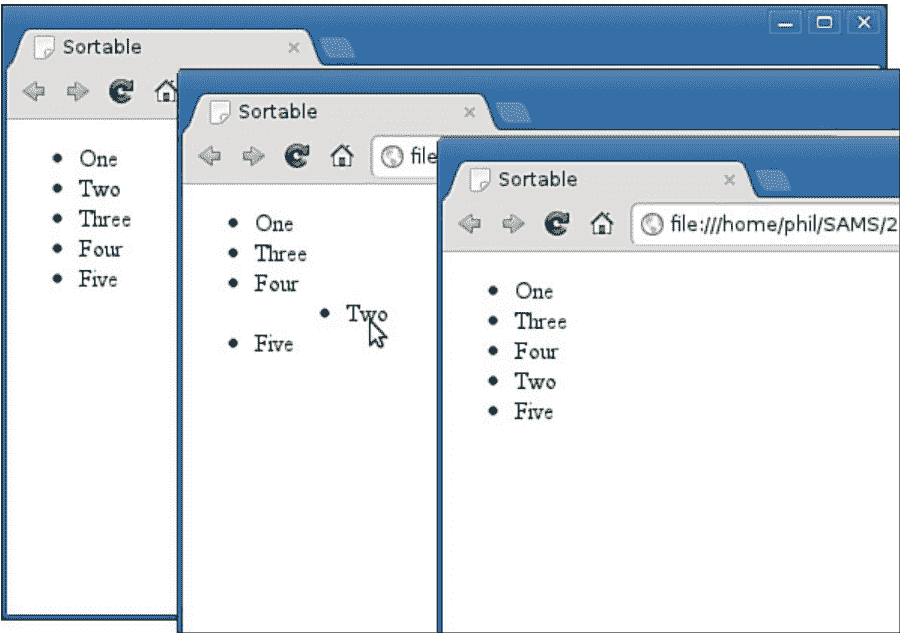 Sortable
One
Two
Three
Four
Five
Sortable
file
One
Three
Four
Two
Five
Sortable
file:///home/phil/SAMS/2
One
Three
Four
Two
Five